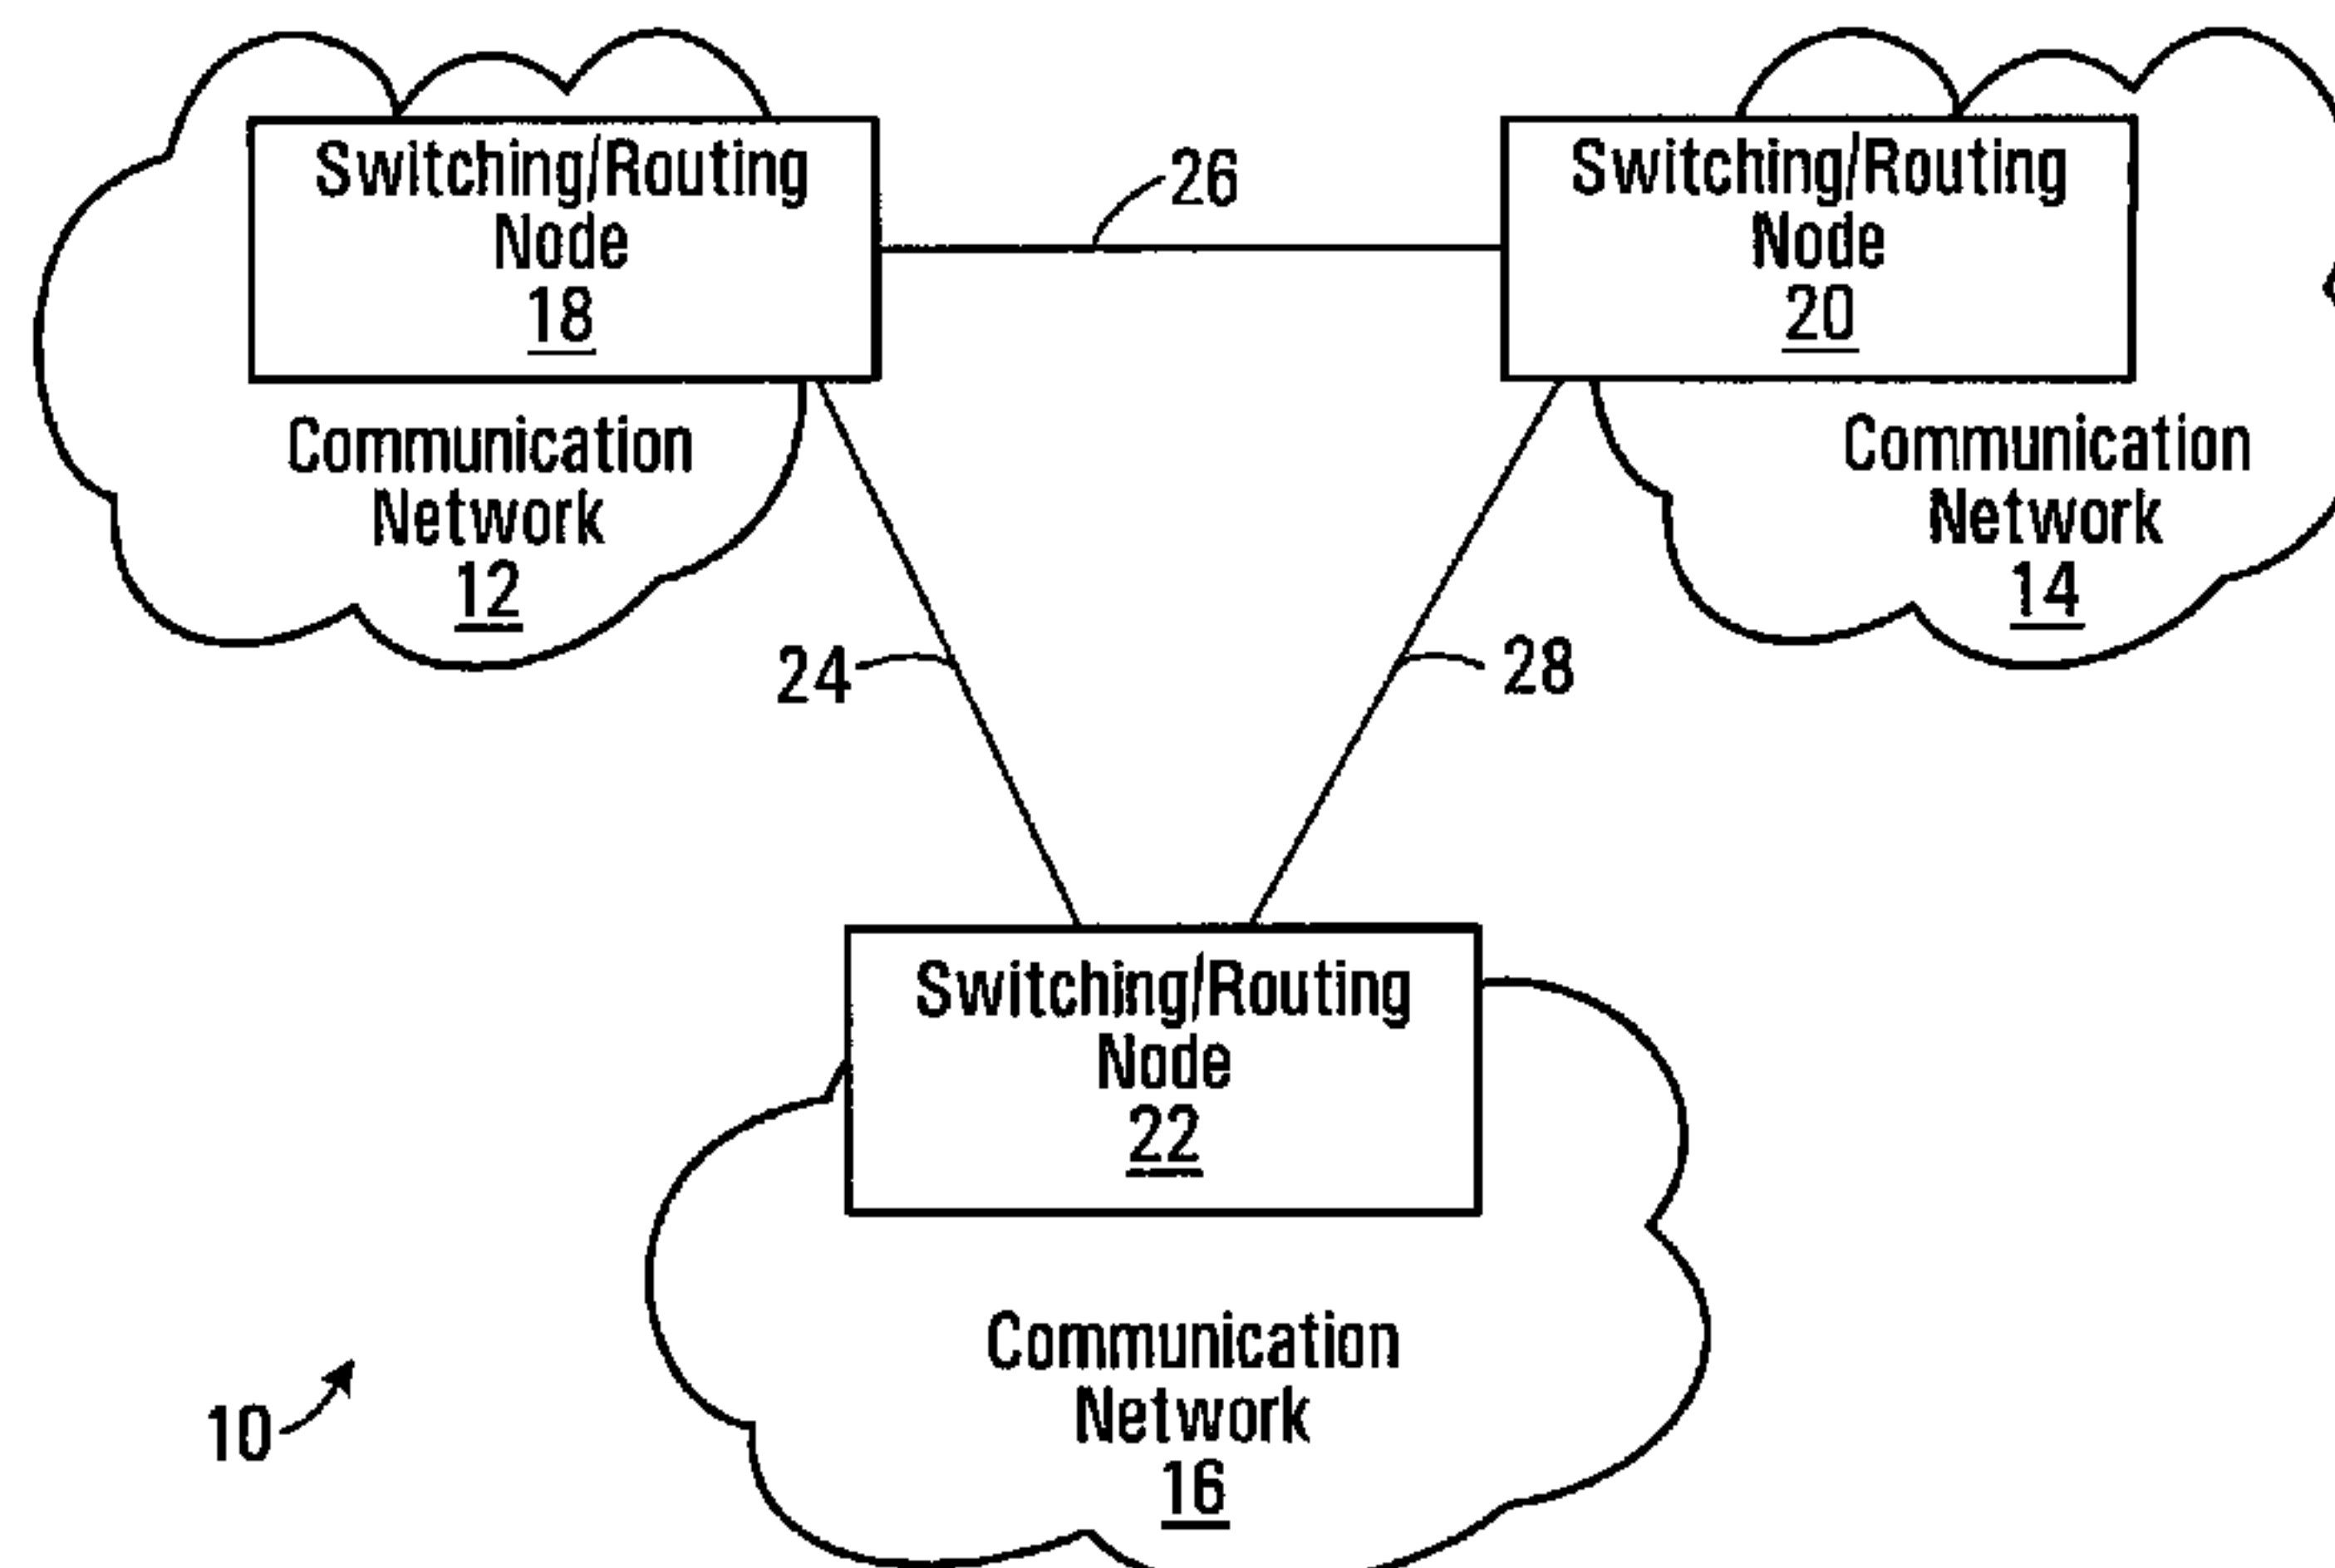 Switching/Routing
Node
18
26
Switching/Routing
Node
20
Communication
Network
12
Communication
Network
14
24
28
Switching/Routing
Node
22
Communication
Network
16
10